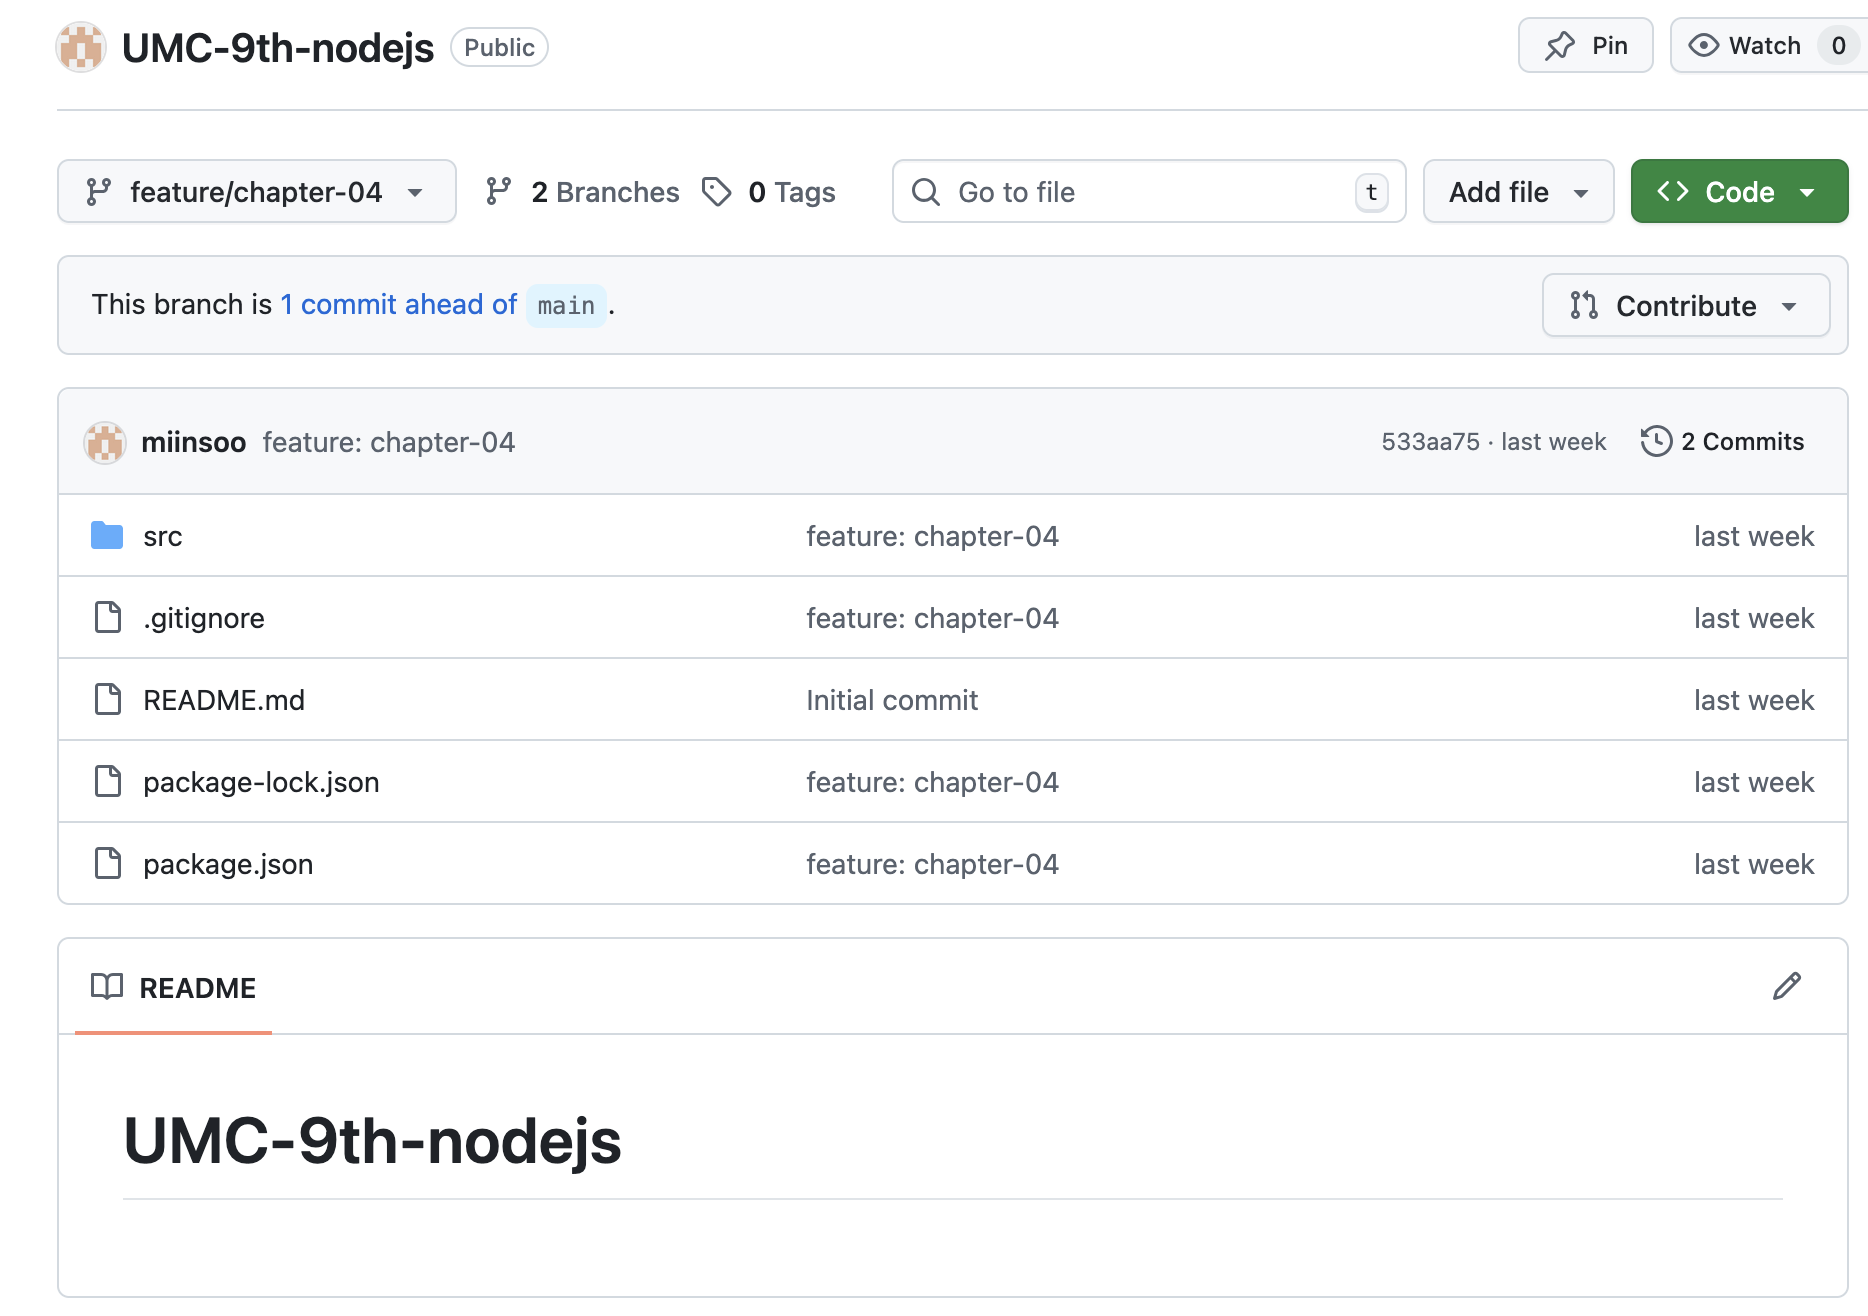 UMC-9th-nodejs Public Pin Watch 0
feature/chapter-04 2 Branches 0 Tags Go to file t Add file Code
This branch is 1 commit ahead of main. Contribute
miinsoo feature: chapter-04 533aa75 · last week 2 Commits
src feature: chapter-04 last week
.gitignore feature: chapter-04 last week
README.md Initial commit last week
package-lock.json feature: chapter-04 last week
package.json feature: chapter-04 last week
README
UMC-9th-nodejs